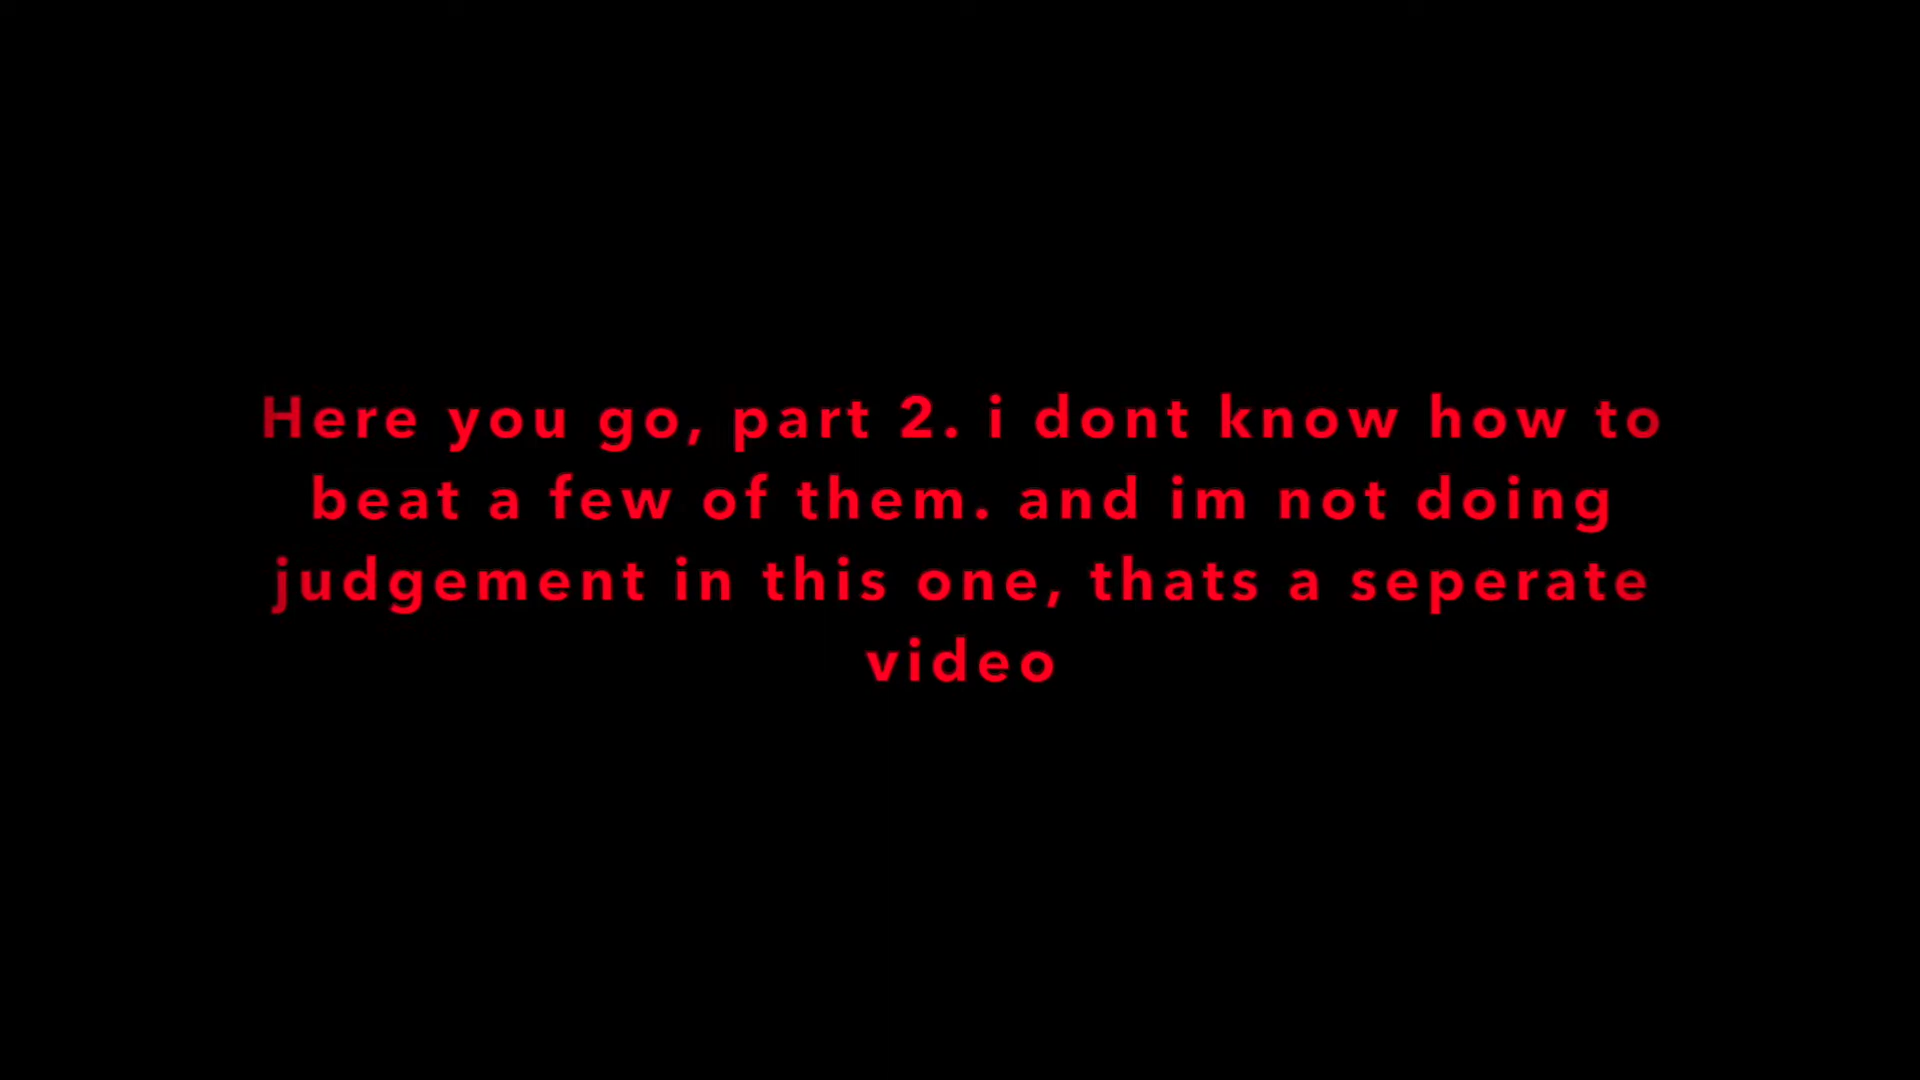 Here you go, part 2. i dont know how to
beat a few of them. and im not doing
judgement in this one, thats a seperate
video